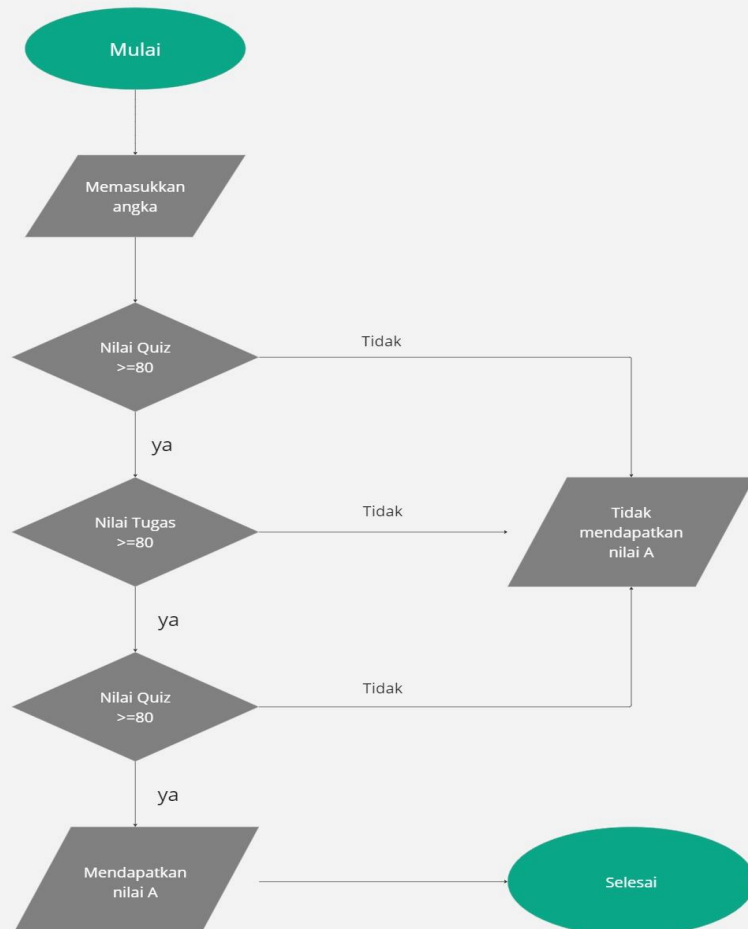 Mulai
Memasukkan
angka
Nilai Quiz
>=80
Tidak
ya
Nilai Tugas
>=80
Tidak
Tidak
mendapatkan
nilai A
ya
Nilai Quiz
>=80
Tidak
ya
Mendapatkan
nilai A
Selesai